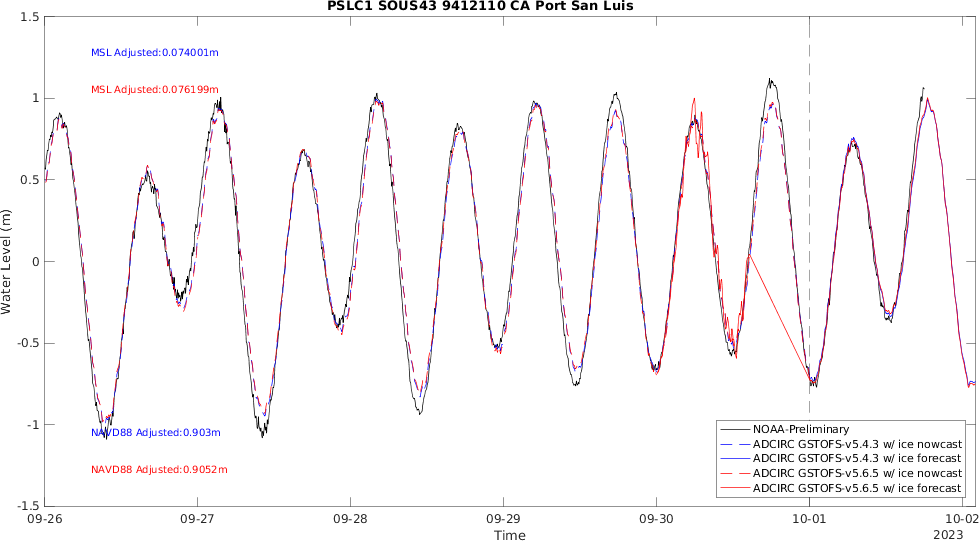 PSLC1 SOUS43 9412110 CA Port San Luis
1.5
MSL Adjusted:0.074001m
MSL Adjusted:0.076199m
1
0.5
0
-0.5
-1
-1.5
Water Level (m)
NAVD88 Adjusted:0.903m
NAVD88 Adjusted:0.9052m
NOAA-Preliminary
ADCIRC GSTOFS-v5.4.3 w/ ice nowcast
ADCIRC GSTOFS-v5.4.3 w/ ice forecast
ADCIRC GSTOFS-v5.6.5 w/ ice nowcast
ADCIRC GSTOFS-v5.6.5 w/ ice forecast
09-26 09-27 09-28 09-29 09-30 10-01 10-02
2023
Time